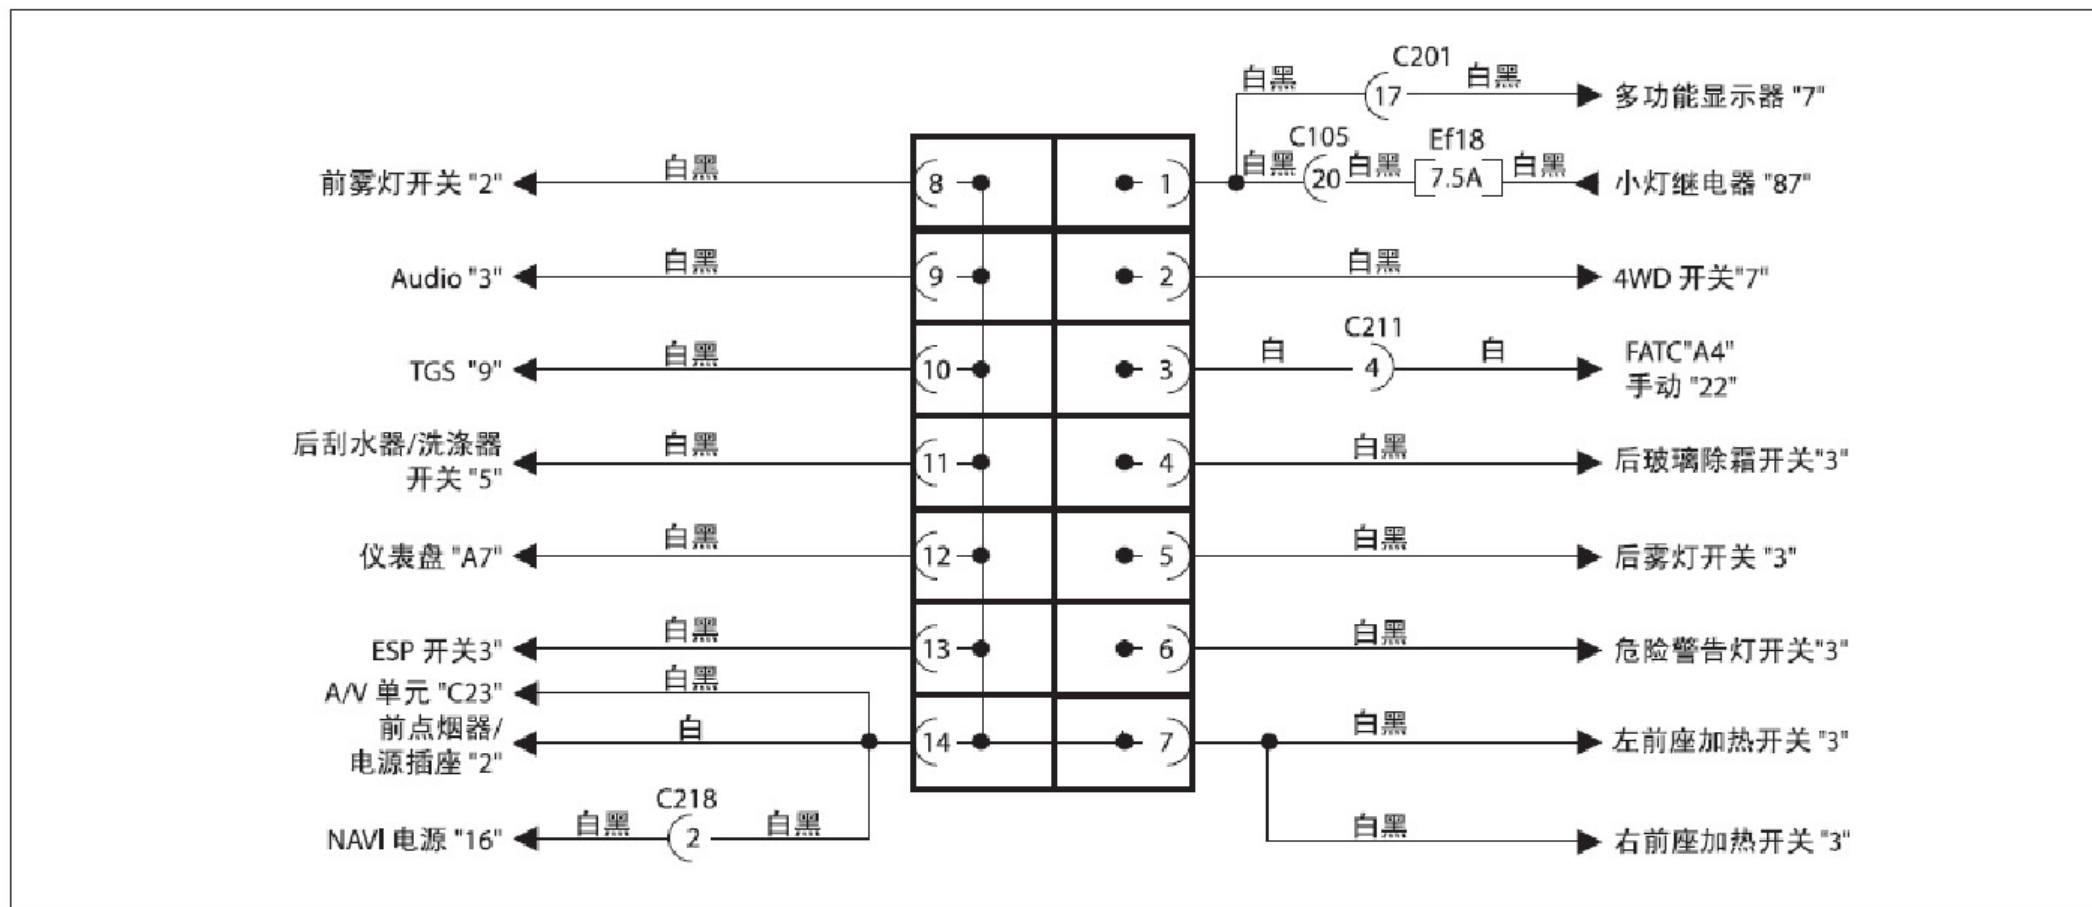 C201
白黑 17 白黑 多功能显示器 "7"
C105 Ef18
前雾灯开关 "2" 白黑 8 1 白黑 20 白黑 7.5A 白黑 小灯继电器 "87"
Audio "3" 白黑 9 2 白黑 4WD 开关"7"
C211
TGS "9" 白黑 10 3 白 4 白 FATC"A4"
手动 "22"
后刮水器/洗涤器
开关 "5" 白黑 11 4 白黑 后玻璃除霜开关"3"
仪表盘 "A7" 白黑 12 5 白黑 后雾灯开关 "3"
ESP 开关3" 白黑 13 6 白黑 危险警告灯开关"3"
A/V 单元 "C23" 白黑
前点烟器/
电源插座 "2" 白 14 7 白黑 左前座加热开关 "3"
C218
NAVI 电源 "16" 白黑 2 白黑 白黑 右前座加热开关 "3"